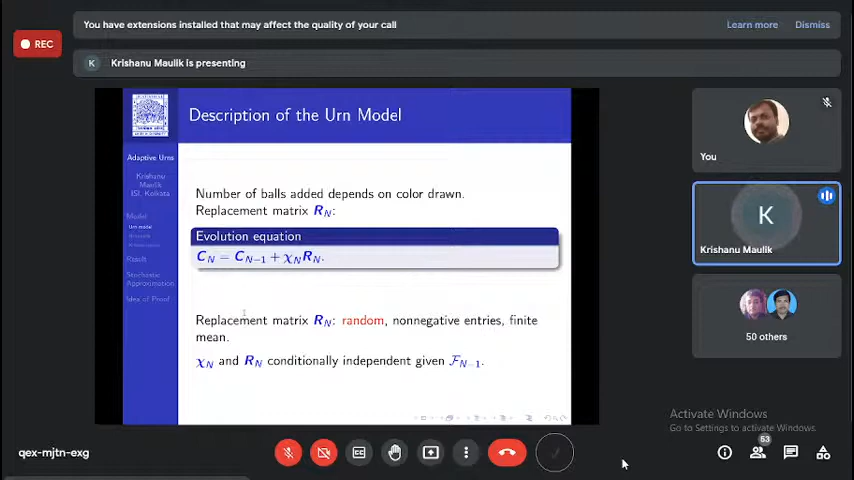 You have extensions installed that may affect the quality of your call
Learn more
Dismiss
REC
K
Krishanu Maulik is presenting
Description of the Urn Model
Adaptive Urns
Krishanu
Maulik
ISI, Kolkata
Model
Urn model
Result
Stochastic
Approximation
Idea of Proof
Number of balls added depends on color drawn.
Replacement matrix R_N:
Evolution equation
C_N = C_{N−1} + χ_N R_N.
Replacement matrix R_N: random, nonnegative entries, finite
mean.
χ_N and R_N conditionally independent given ℱ_{N−1}.
You
K
Krishanu Maulik
50 others
Activate Windows
Go to Settings to activate Windows.
qex-mjtn-exg
53